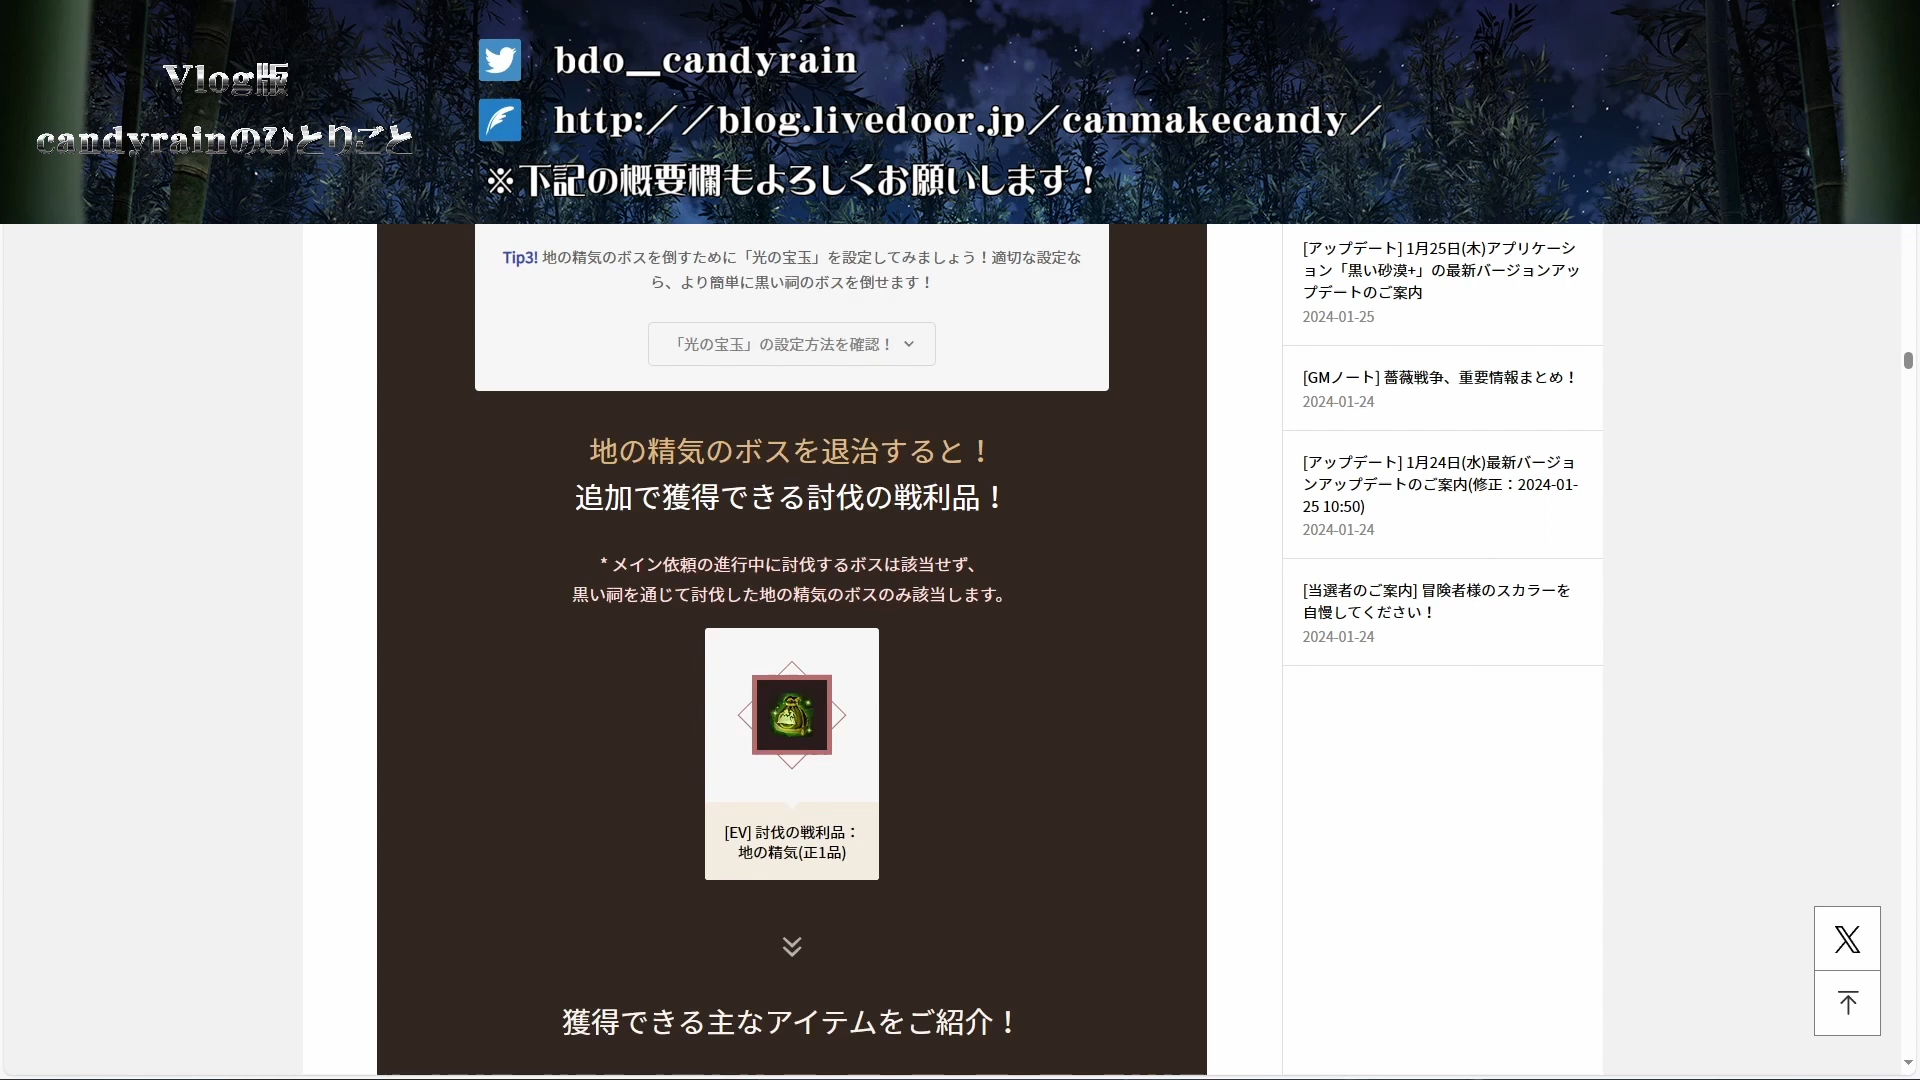 Vlog版
candyrainのひとりごと
bdo__candyrain
http:／／blog.livedoor.jp／canmakecandy／
※下記の概要欄もよろしくお願いします！
Tip3! 地の精気のボスを倒すために「光の宝玉」を設定してみましょう！適切な設定な
ら、より簡単に黒い祠のボスを倒せます！
「光の宝玉」の設定方法を確認！
地の精気のボスを退治すると！
追加で獲得できる討伐の戦利品！
* メイン依頼の進行中に討伐するボスは該当せず、
黒い祠を通じて討伐した地の精気のボスのみ該当します。
[EV] 討伐の戦利品：
地の精気(正1品)
獲得できる主なアイテムをご紹介！
[アップデート] 1月25日(木)アプリケーシ
ョン「黒い砂漠+」の最新バージョンアッ
プデートのご案内
2024-01-25
[GMノート] 薔薇戦争、重要情報まとめ！
2024-01-24
[アップデート] 1月24日(水)最新バージョ
ンアップデートのご案内(修正：2024-01-
25 10:50)
2024-01-24
[当選者のご案内] 冒険者様のスカラーを
自慢してください！
2024-01-24